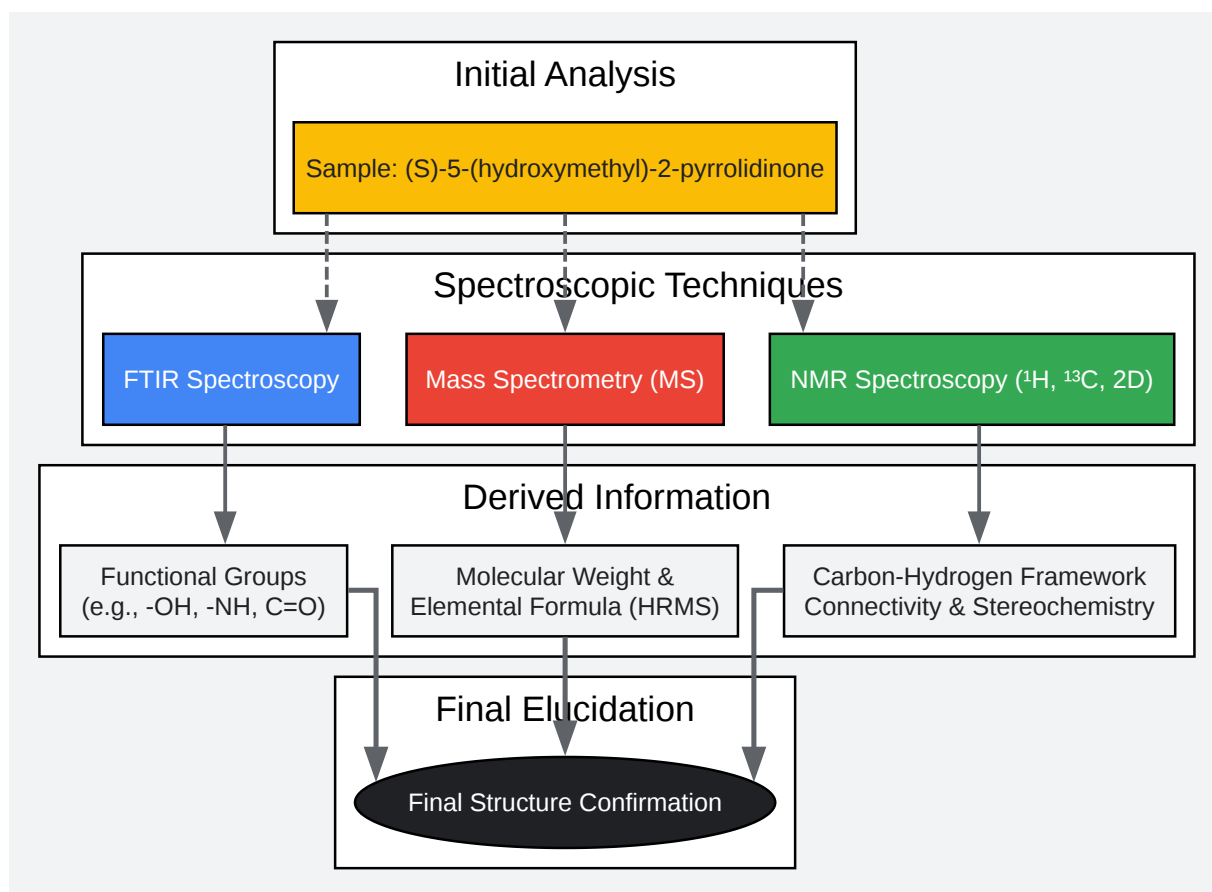 Initial Analysis
Sample: (S)-5-(hydroxymethyl)-2-pyrrolidinone
Spectroscopic Techniques
FTIR Spectroscopy
Mass Spectrometry (MS)
NMR Spectroscopy (¹H, ¹³C, 2D)
Derived Information
Functional Groups
(e.g., -OH, -NH, C=O)
Molecular Weight &
Elemental Formula (HRMS)
Carbon-Hydrogen Framework
Connectivity & Stereochemistry
Final Elucidation
Final Structure Confirmation